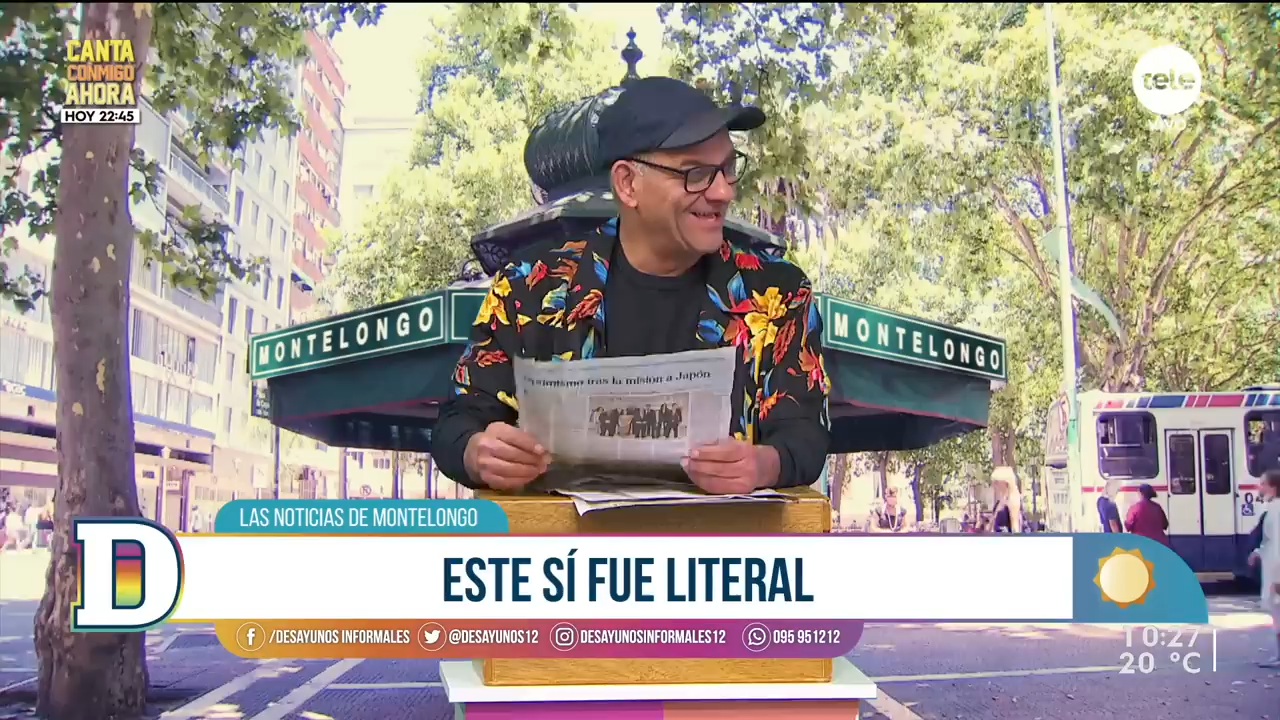 CANTA
CONMIGO
AHORA
HOY 22:45
tele
MONTELONGO
MONTELONGO
tras la misión a Japón
LAS NOTICIAS DE MONTELONGO
D
ESTE SÍ FUE LITERAL
/DESAYUNOS INFORMALES
@DESAYUNOS12
DESAYUNOSINFORMALES12
095 951212
10:27
20 °C